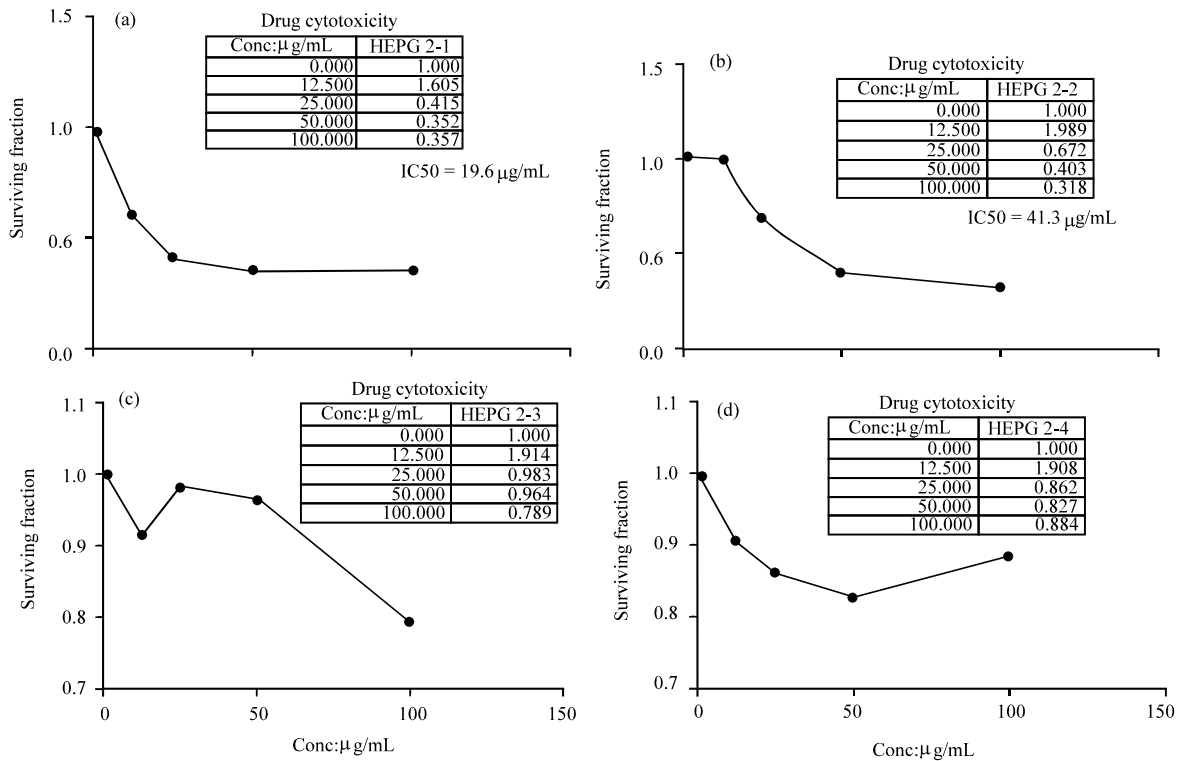 (a)
Drug cytotoxicity
Conc:μg/mL HEPG 2-1
0.000 1.000
12.500 1.605
25.000 0.415
50.000 0.352
100.000 0.357
IC50 = 19.6 μg/mL
1.5
1.0
0.6
0.0
Surviving fraction
(b)
Drug cytotoxicity
Conc:μg/mL HEPG 2-2
0.000 1.000
12.500 1.989
25.000 0.672
50.000 0.403
100.000 0.318
IC50 = 41.3 μg/mL
1.5
1.0
0.6
0.0
Surviving fraction
(c)
Drug cytotoxicity
Conc:μg/mL HEPG 2-3
0.000 1.000
12.500 1.914
25.000 0.983
50.000 0.964
100.000 0.789
1.1
1.0
0.9
0.8
0.7
Surviving fraction
0 50 100 150
Conc:μg/mL
(d)
Drug cytotoxicity
Conc:μg/mL HEPG 2-4
0.000 1.000
12.500 1.908
25.000 0.862
50.000 0.827
100.000 0.884
1.1
1.0
0.9
0.8
0.7
Surviving fraction
0 50 100 150
Conc:μg/mL